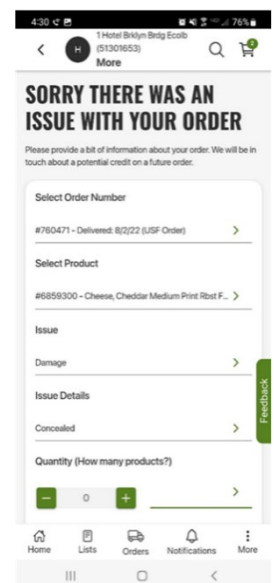 4:30
76%
1 Hotel Brklyn Brdg Ecolb
H
(51301653)
More
SORRY THERE WAS AN
ISSUE WITH YOUR ORDER
Please provide a bit of information about your order. We will be in
touch about a potential credit on a future order.
Select Order Number
#760471 - Delivered: 8/2/22 (USF Order)
Select Product
#6859300 - Cheese, Cheddar Medium Print Rbst F...
Issue
Damage
Issue Details
Concealed
Feedback
Quantity (How many products?)
0
Home
Lists
Orders
Notifications
More